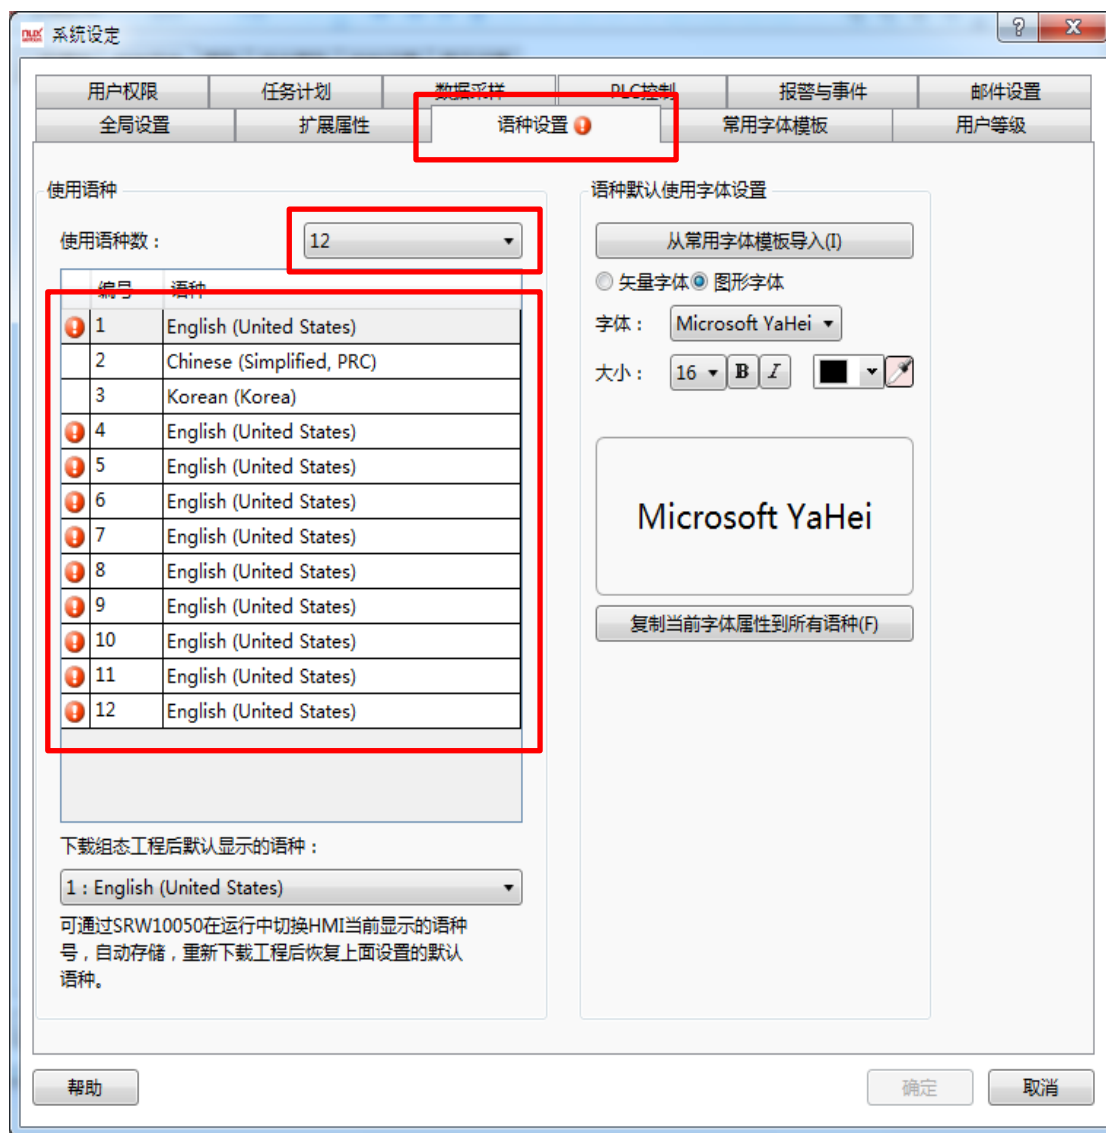 系统设定
用户权限
任务计划
数据采样
PLC控制
报警与事件
邮件设置
全局设置
扩展属性
语种设置
常用字体模板
用户等级
使用语种
使用语种数：
12
编号 语种
1 English (United States)
2 Chinese (Simplified, PRC)
3 Korean (Korea)
4 English (United States)
5 English (United States)
6 English (United States)
7 English (United States)
8 English (United States)
9 English (United States)
10 English (United States)
11 English (United States)
12 English (United States)
下载组态工程后默认显示的语种：
1：English (United States)
可通过SRW10050在运行中切换HMI当前显示的语种
号，自动存储，重新下载工程后恢复上面设置的默认
语种。
语种默认使用字体设置
从常用字体模板导入(I)
矢量字体 图形字体
字体： Microsoft YaHei
大小： 16 B I
Microsoft YaHei
复制当前字体属性到所有语种(F)
帮助
确定
取消